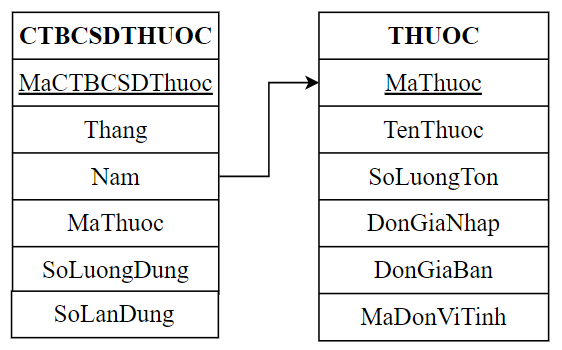 CTBCSDTHUOC
MaCTBCSDThuoc
Thang
Nam
MaThuoc
SoLuongDung
SoLanDung
THUOC
MaThuoc
TenThuoc
SoLuongTon
DonGiaNhap
DonGiaBan
MaDonViTinh